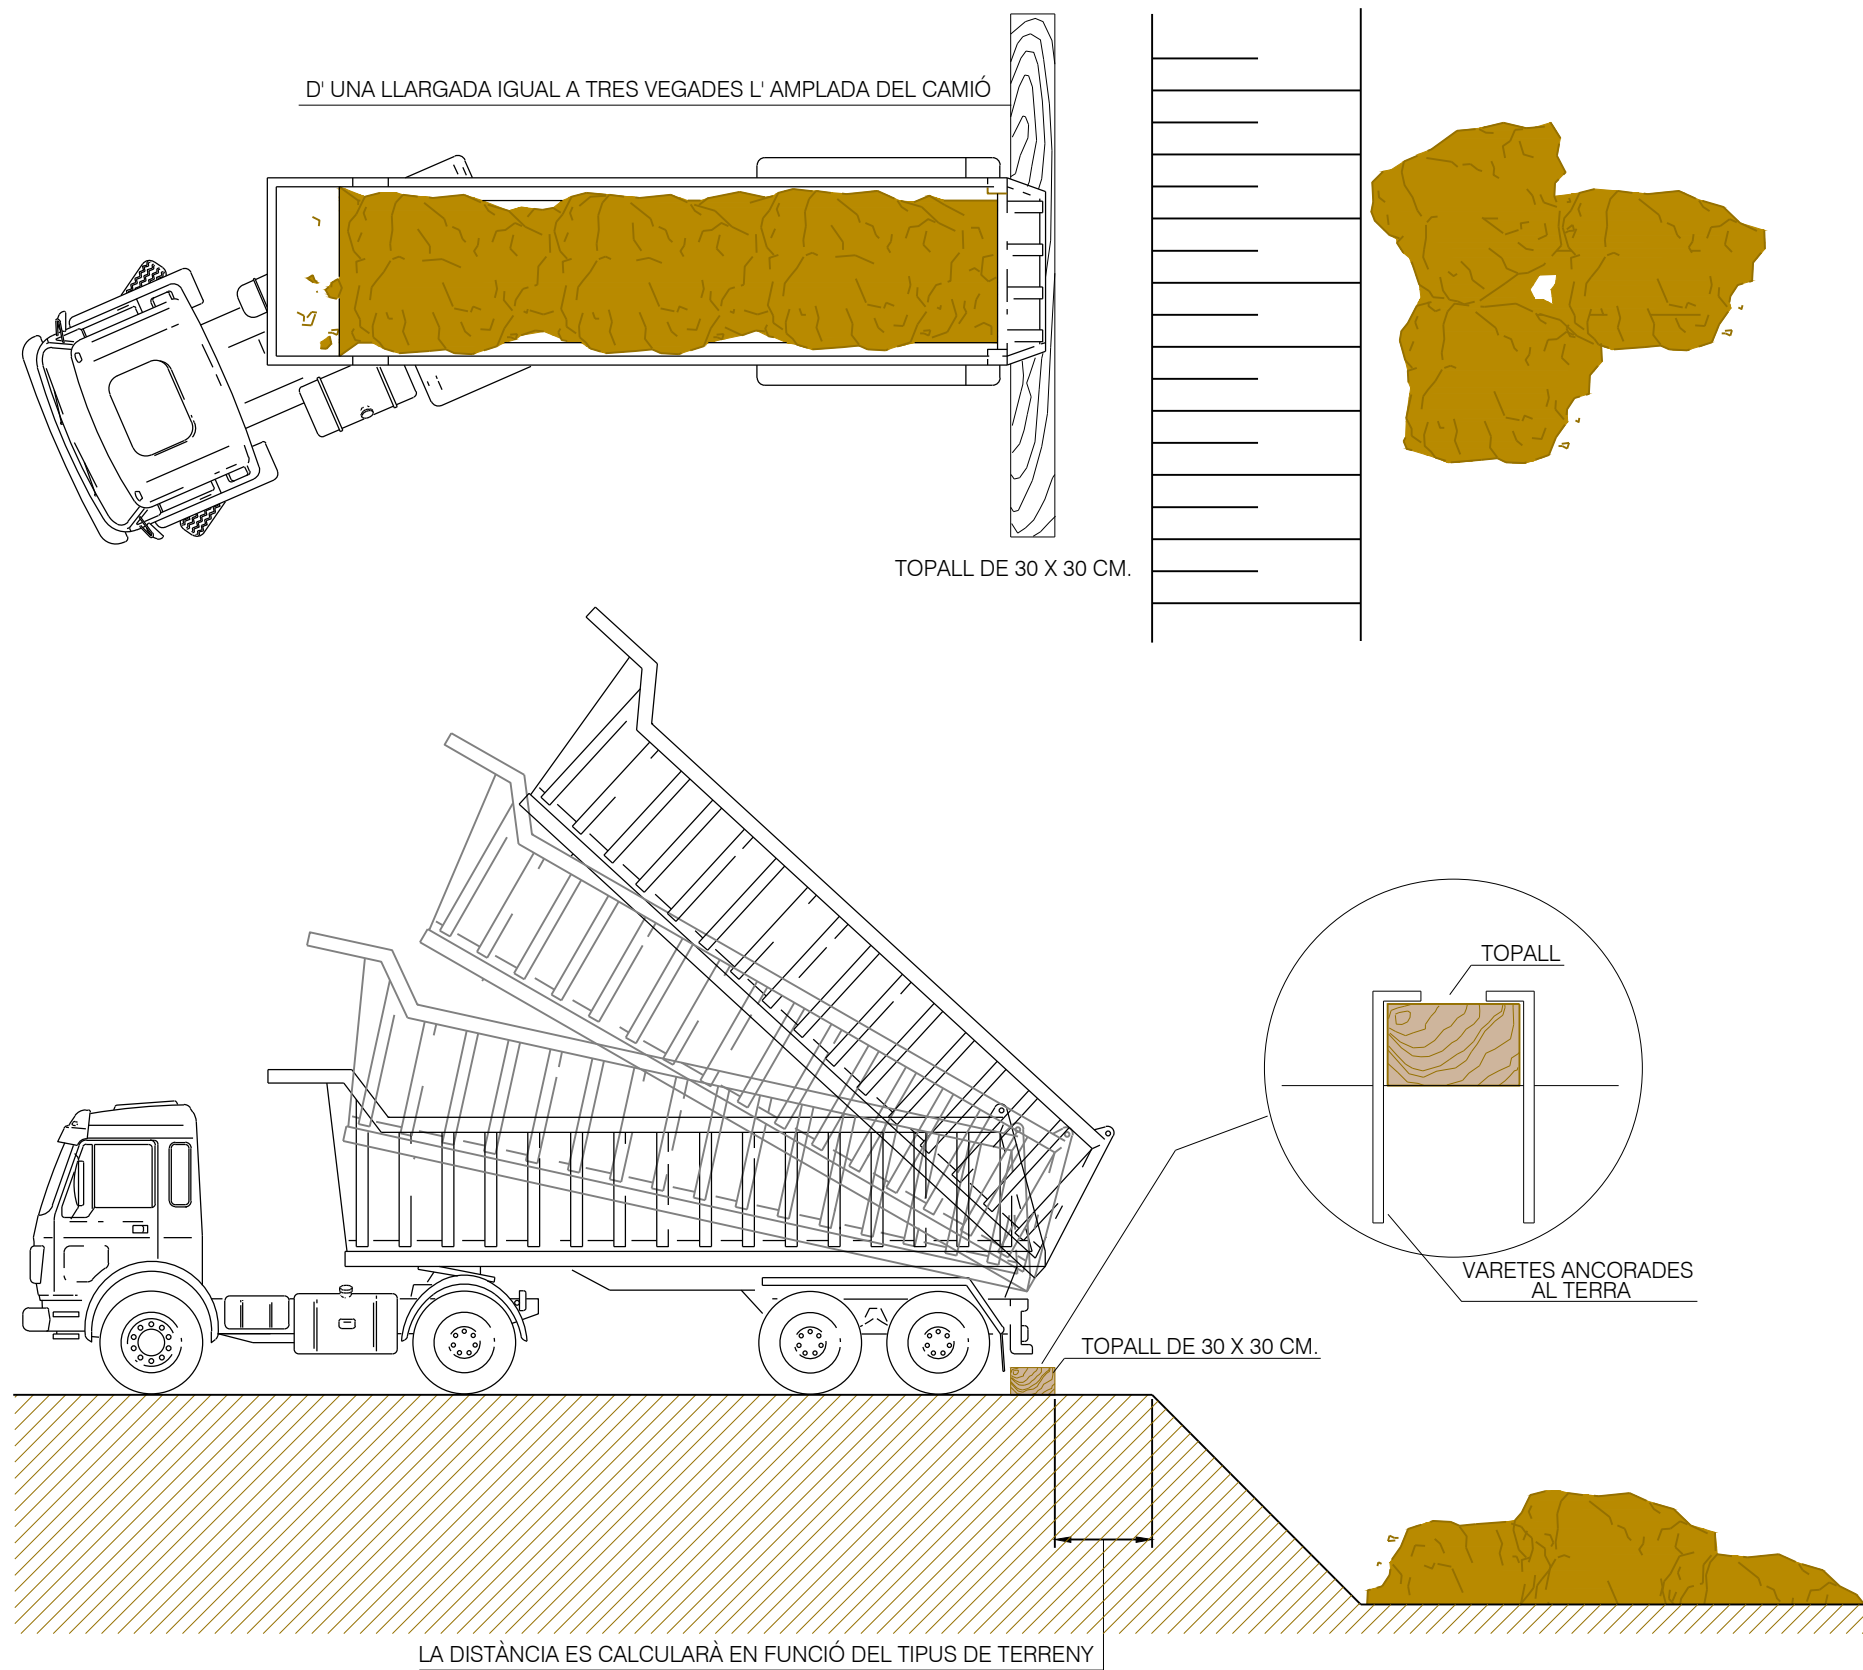 D' UNA LLARGADA IGUAL A TRES VEGADES L' AMPLADA DEL CAMIÓ
TOPALL DE 30 X 30 CM.
TOPALL
VARETES ANCORADES
AL TERRA
TOPALL DE 30 X 30 CM.
LA DISTÀNCIA ES CALCULARÀ EN FUNCIÓ DEL TIPUS DE TERRENY